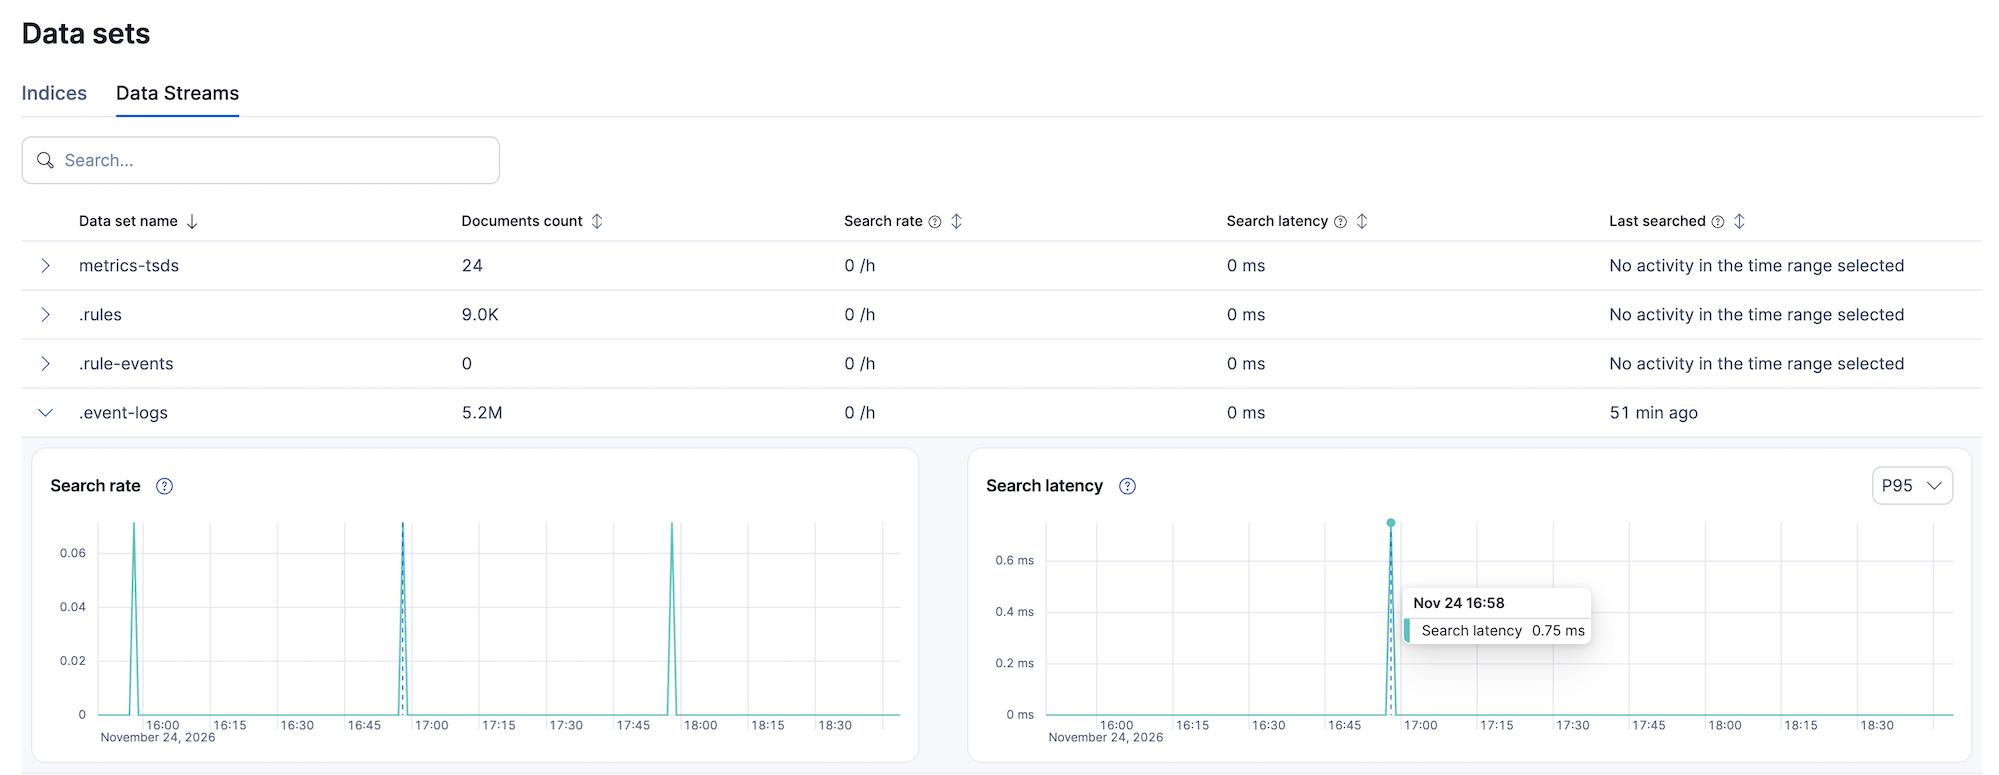 Data sets
Indices Data Streams
Search...
Data set name Documents count Search rate Search latency Last searched
metrics-tsds 24 0 /h 0 ms No activity in the time range selected
.rules 9.0K 0 /h 0 ms No activity in the time range selected
.rule-events 0 0 /h 0 ms No activity in the time range selected
.event-logs 5.2M 0 /h 0 ms 51 min ago
Search rate
0.06
0.04
0.02
0
16:00 16:15 16:30 16:45 17:00 17:15 17:30 17:45 18:00 18:15 18:30
November 24, 2026
Search latency P95
0.6 ms
0.4 ms
0.2 ms
0 ms
Nov 24 16:58
Search latency 0.75 ms
16:00 16:15 16:30 16:45 17:00 17:15 17:30 17:45 18:00 18:15 18:30
November 24, 2026